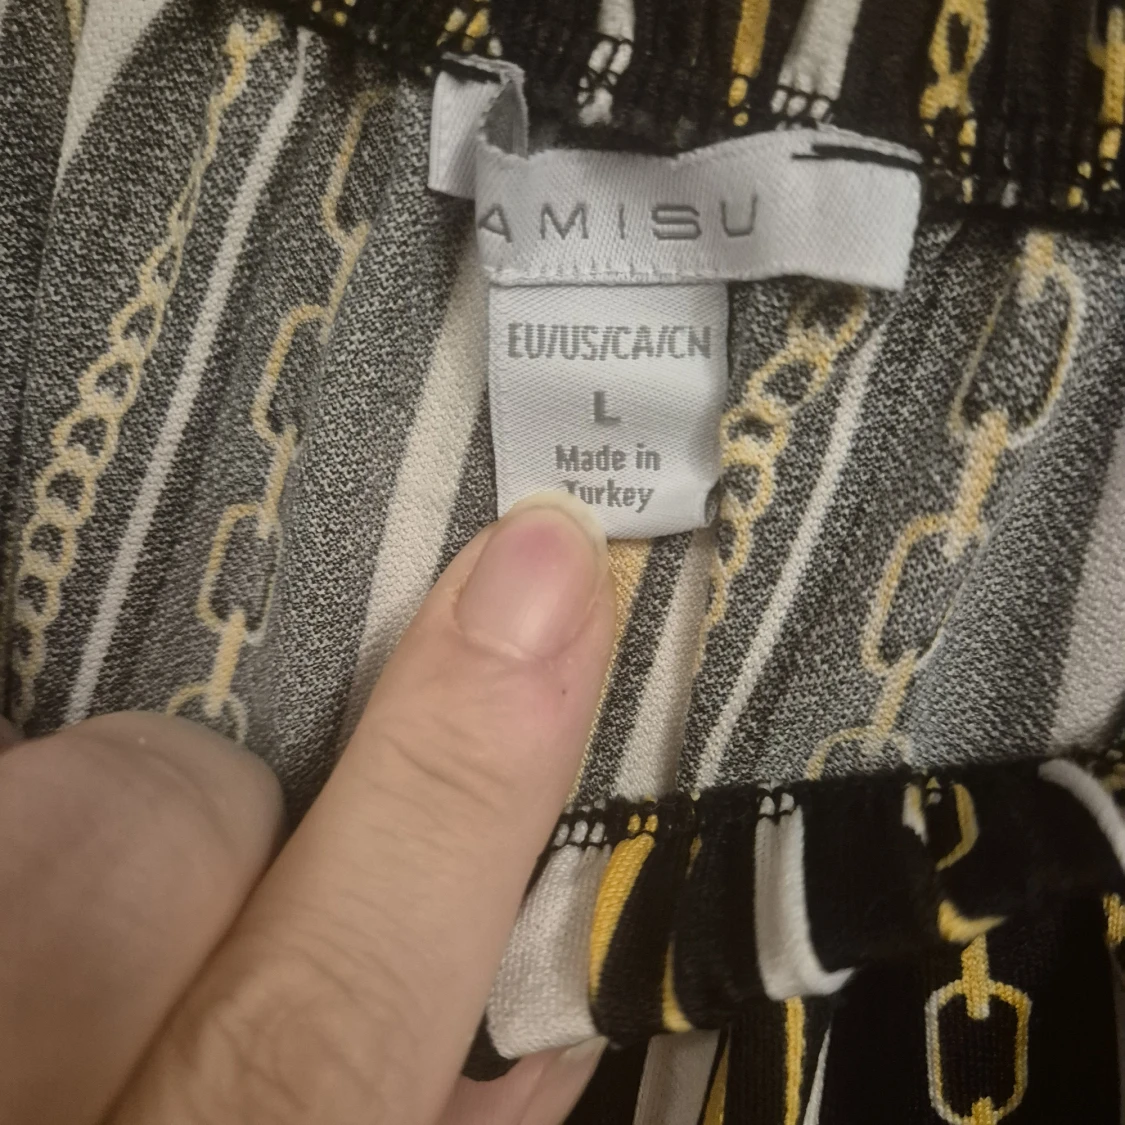 AMISU
EU/US/CA/CN
L
Made in
Turkey